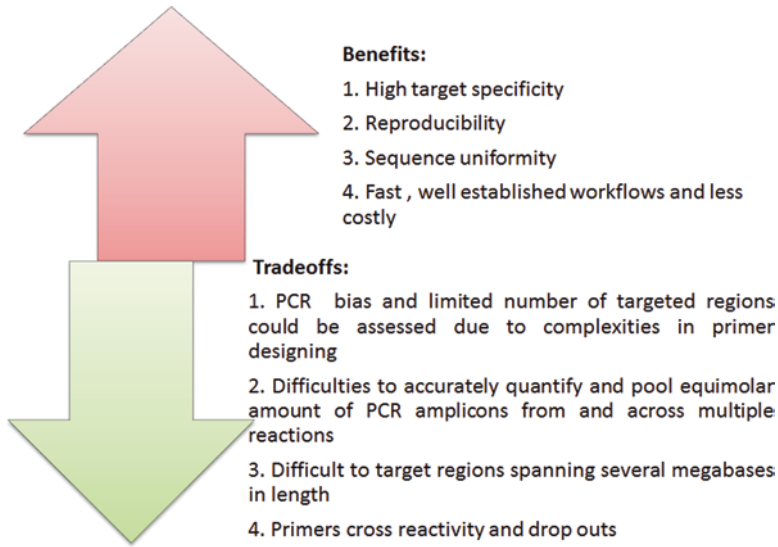 Benefits:
1. High target specificity
2. Reproducibility
3. Sequence uniformity
4. Fast , well established workflows and less
costly
Tradeoffs:
1. PCR bias and limited number of targeted regions
could be assessed due to complexities in primer
designing
2. Difficulties to accurately quantify and pool equimolar
amount of PCR amplicons from and across multiple
reactions
3. Difficult to target regions spanning several megabases
in length
4. Primers cross reactivity and drop outs